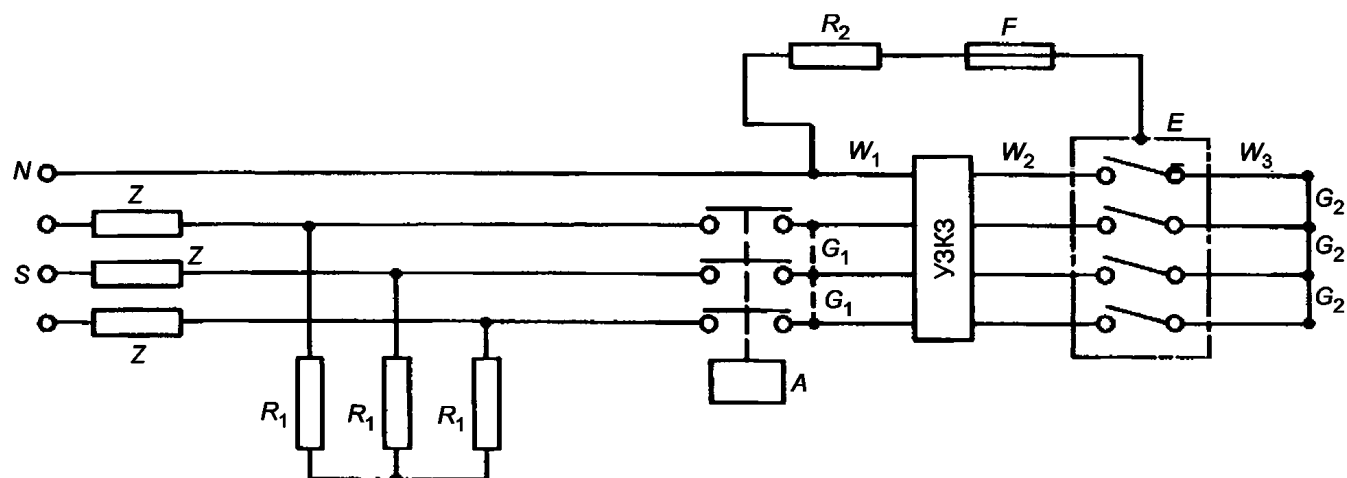 R2 F
E
N W1 W2 W3
Z G2
G1 УЗКЗ G2
S Z
G1 G2
Z
A
R1 R1 R1